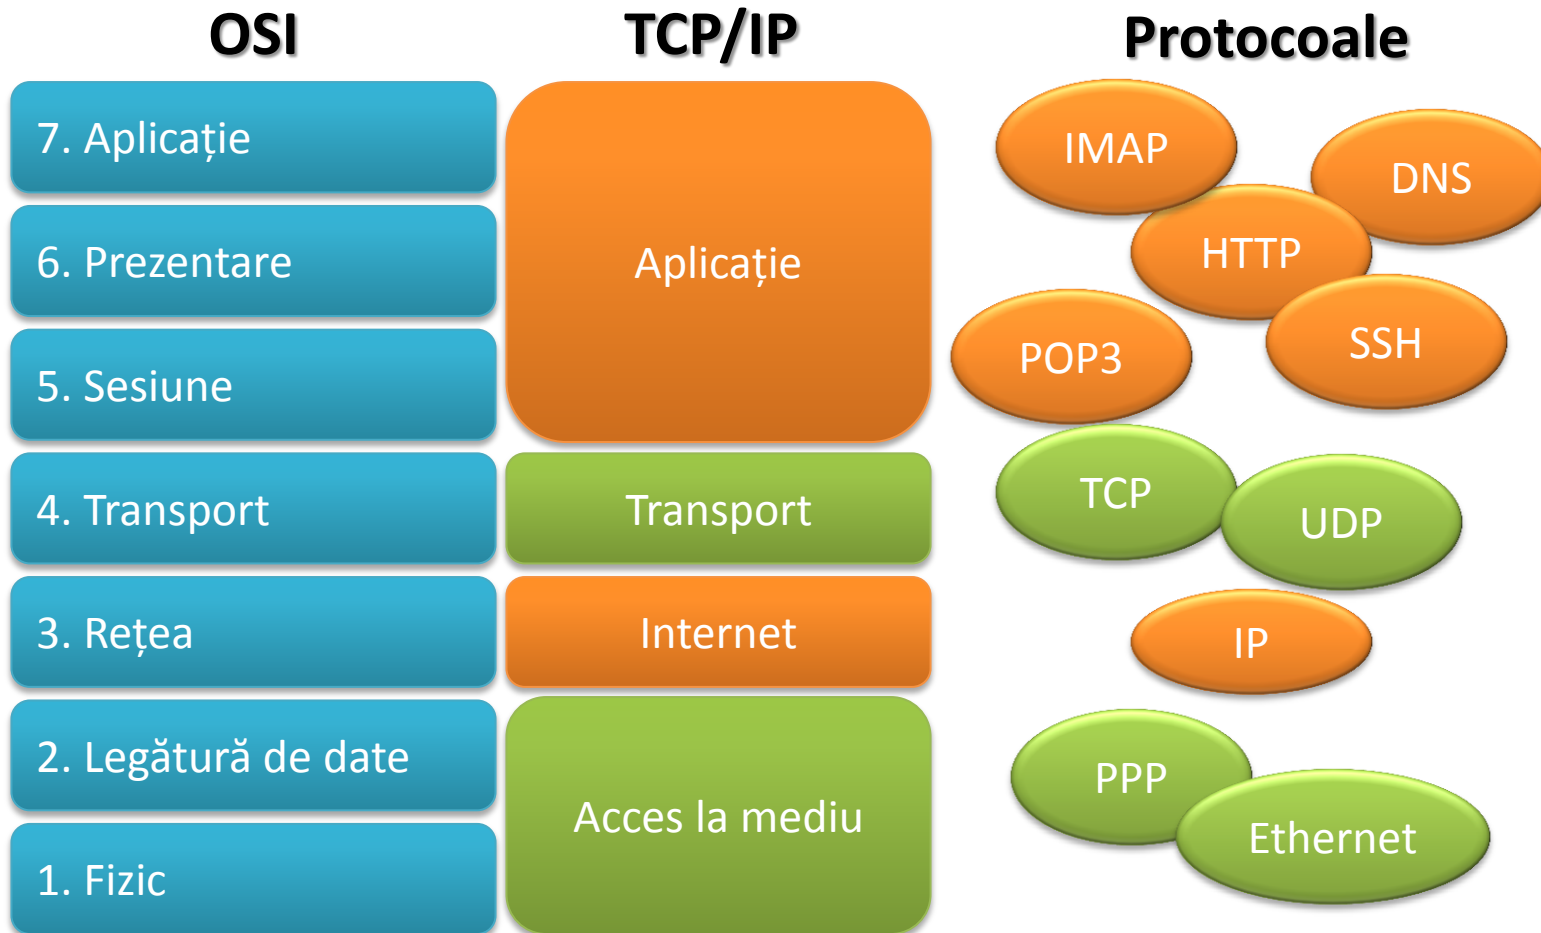 OSI
TCP/IP
Protocoale
7. Aplicație
6. Prezentare
5. Sesiune
4. Transport
3. Rețea
2. Legătură de date
1. Fizic
Aplicație
Transport
Internet
Acces la mediu
IMAP
DNS
HTTP
SSH
POP3
TCP
UDP
IP
PPP
Ethernet